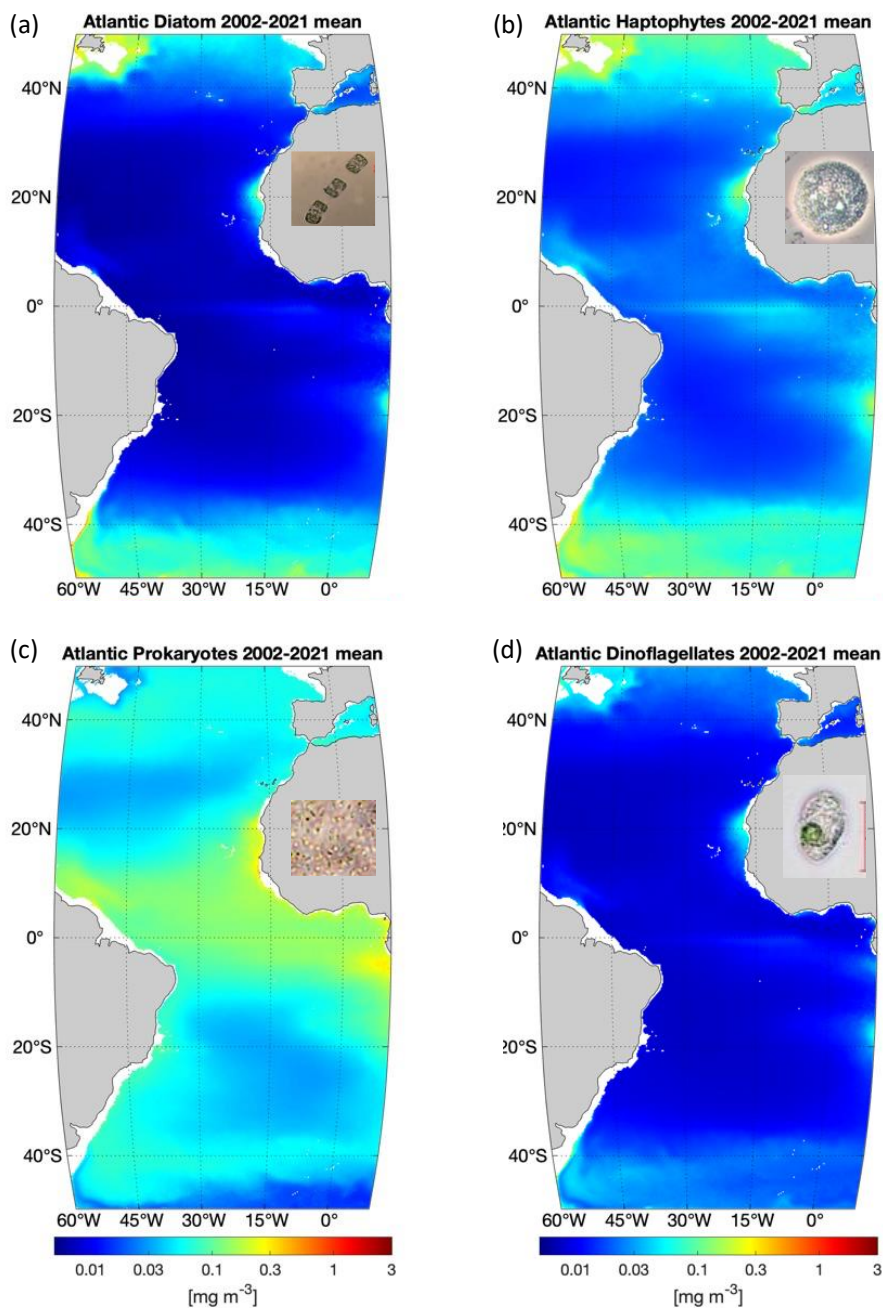 (a)
Atlantic Diatom 2002-2021 mean
40°N
20°N
0°
20°S
40°S
60°W 45°W 30°W 15°W 0°
(b)
Atlantic Haptophytes 2002-2021 mean
40°N
20°N
0°
20°S
40°S
60°W 45°W 30°W 15°W 0°
(c)
Atlantic Prokaryotes 2002-2021 mean
40°N
20°N
0°
20°S
40°S
60°W 45°W 30°W 15°W 0°
0.01 0.03 0.1 0.3 1 3
[mg m⁻³]
(d)
Atlantic Dinoflagellates 2002-2021 mean
40°N
20°N
0°
20°S
40°S
60°W 45°W 30°W 15°W 0°
0.01 0.03 0.1 0.3 1 3
[mg m⁻³]